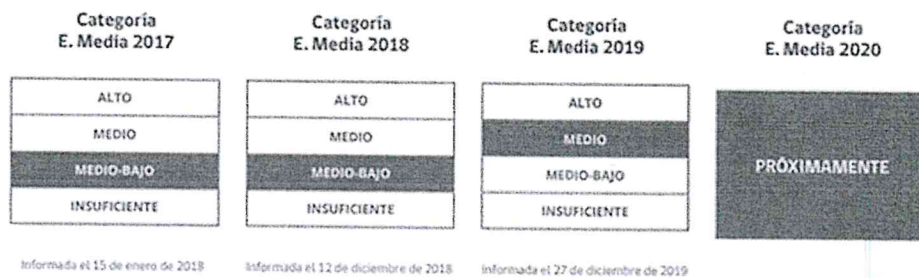 Categoría
E. Media 2017
ALTO
MEDIO
MEDIO-BAJO
INSUFICIENTE
Informada el 15 de enero de 2018
Categoría
E. Media 2018
ALTO
MEDIO
MEDIO-BAJO
INSUFICIENTE
Informada el 12 de diciembre de 2018
Categoría
E. Media 2019
ALTO
MEDIO
MEDIO-BAJO
INSUFICIENTE
Informada el 27 de diciembre de 2019
Categoría
E. Media 2020
PRÓXIMAMENTE